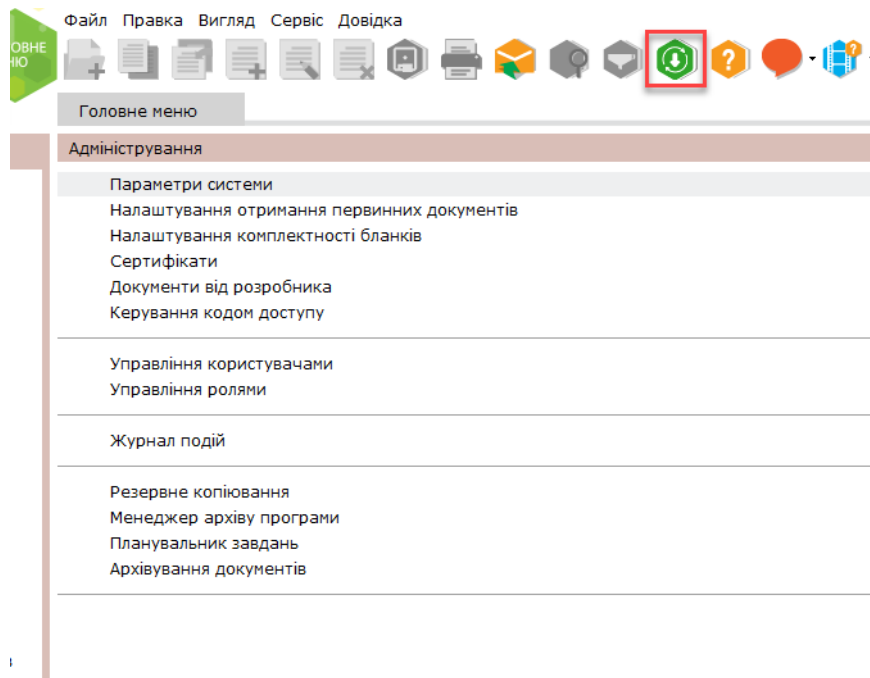 Файл Правка Вигляд Сервіс Довідка
Головне меню
Адміністрування
Параметри системи
Налаштування отримання первинних документів
Налаштування комплектності бланків
Сертифікати
Документи від розробника
Керування кодом доступу
Управління користувачами
Управління ролями
Журнал подій
Резервне копіювання
Менеджер архіву програми
Планувальник завдань
Архівування документів